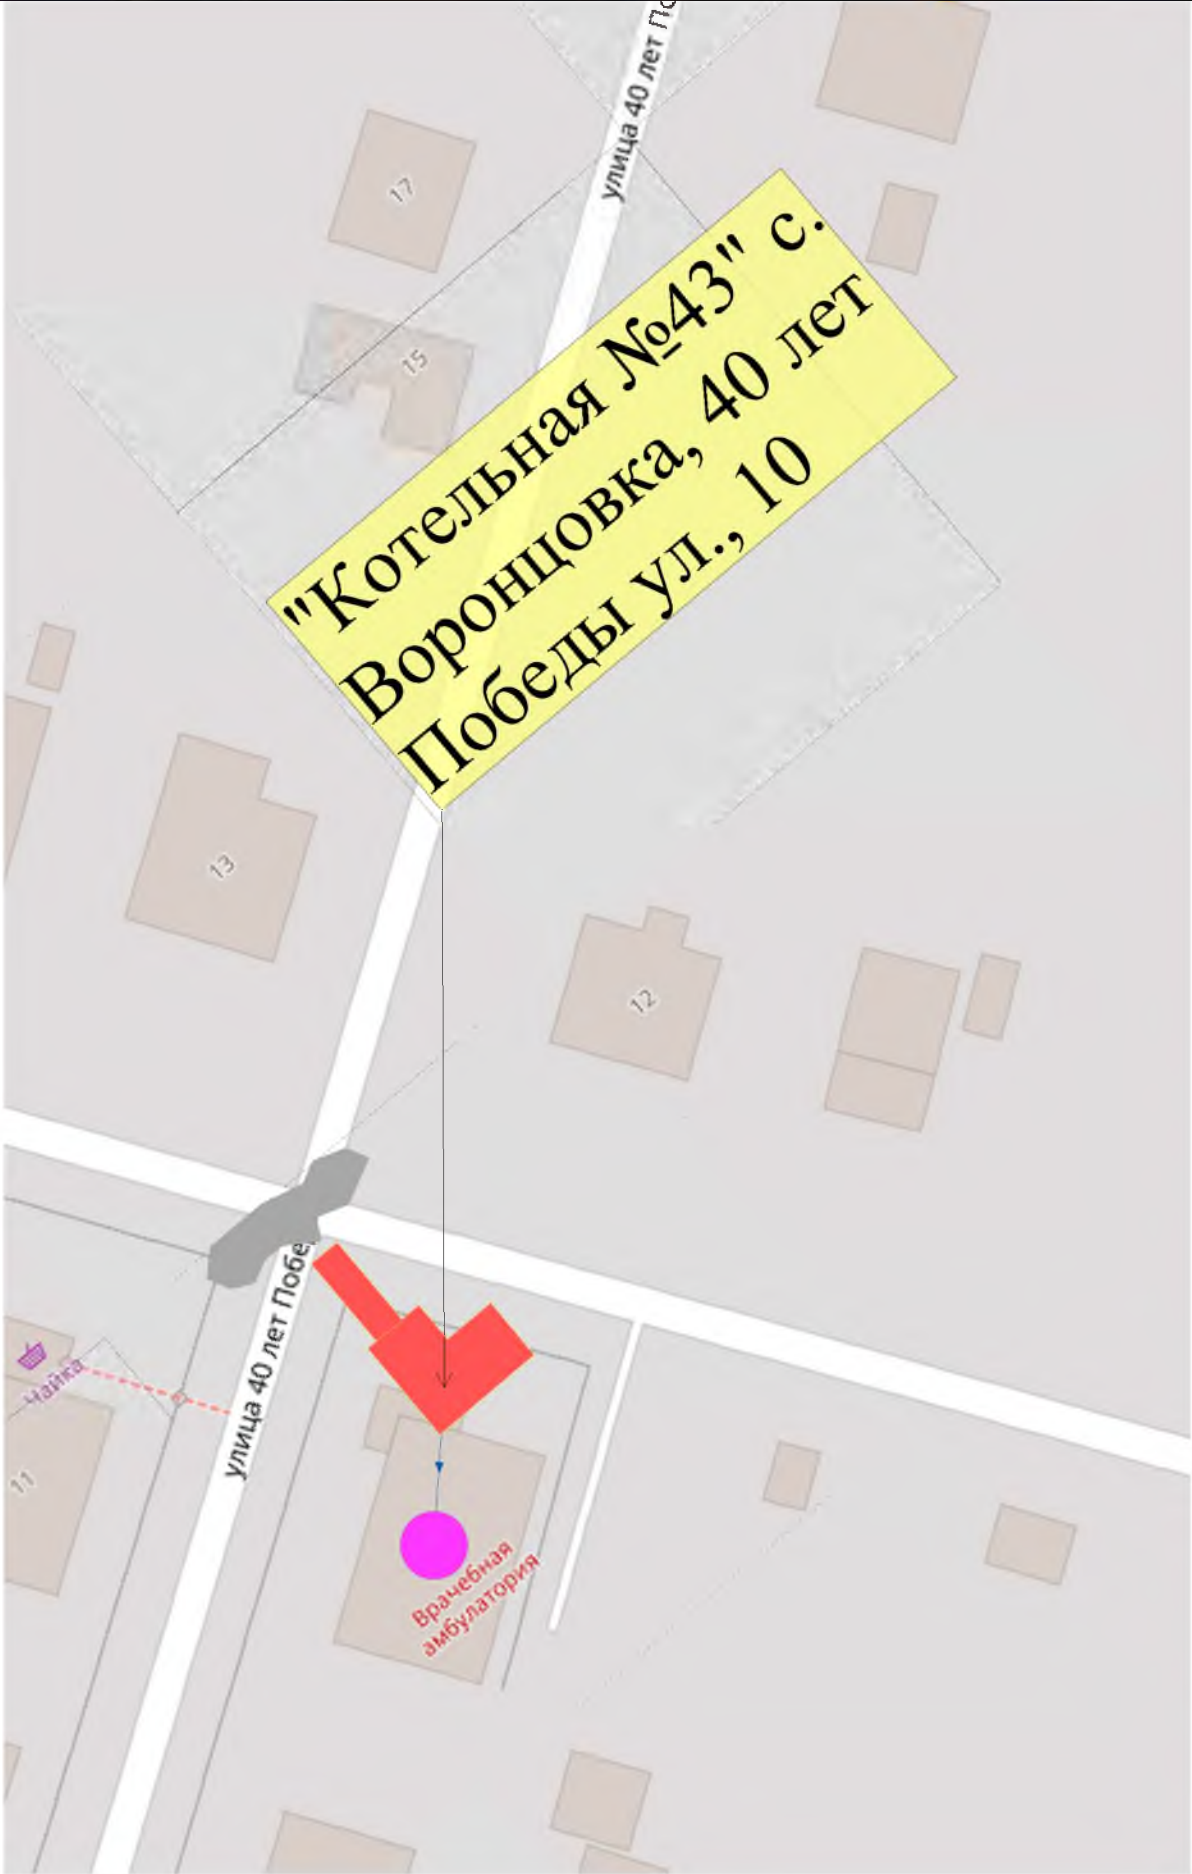 улица 40 лет По
17
15
"Котельная №43" с.
Воронцовка, 40 лет
Победы ул., 10
13
12
улица 40 лет Побе
Чайка
11
Врачебная
амбулатория